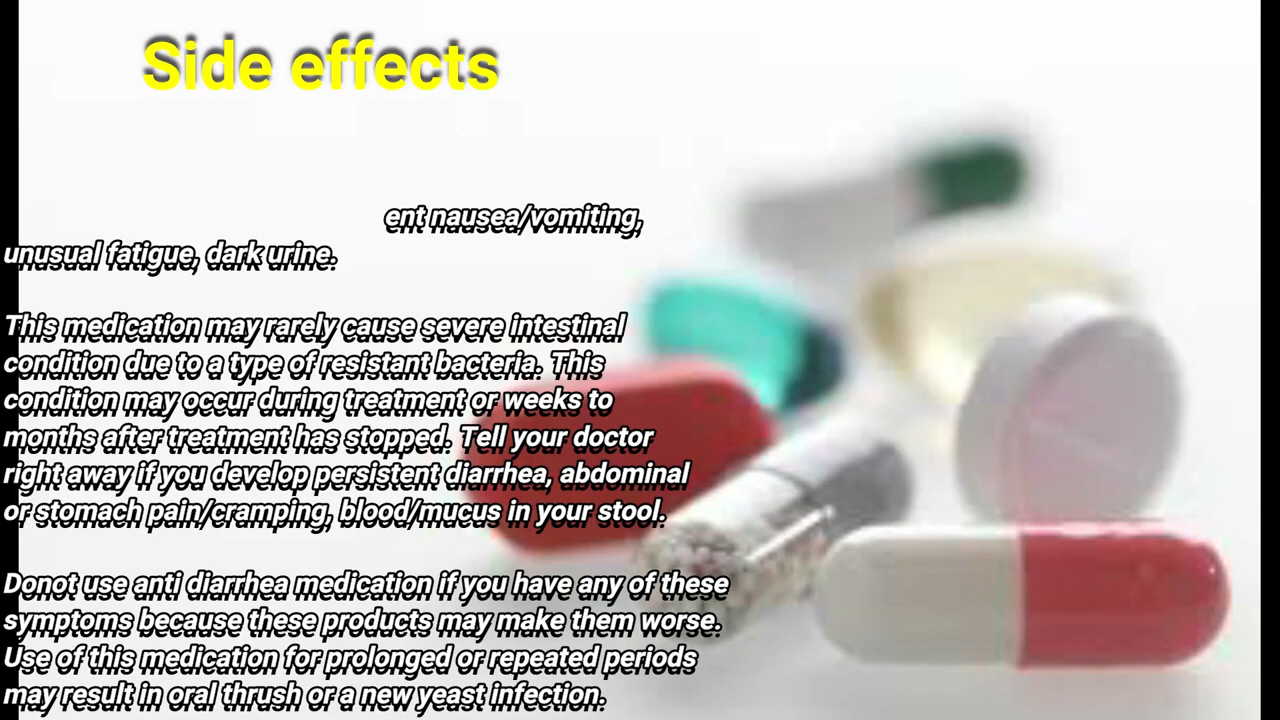 Side effects
ent nausea/vomiting,
unusual fatigue, dark urine.
This medication may rarely cause severe intestinal
condition due to a type of resistant bacteria. This
condition may occur during treatment or weeks to
months after treatment has stopped. Tell your doctor
right away if you develop persistent diarrhea, abdominal
or stomach pain/cramping, blood/mucus in your stool.
Donot use anti diarrhea medication if you have any of these
symptoms because these products may make them worse.
Use of this medication for prolonged or repeated periods
may result in oral thrush or a new yeast infection.